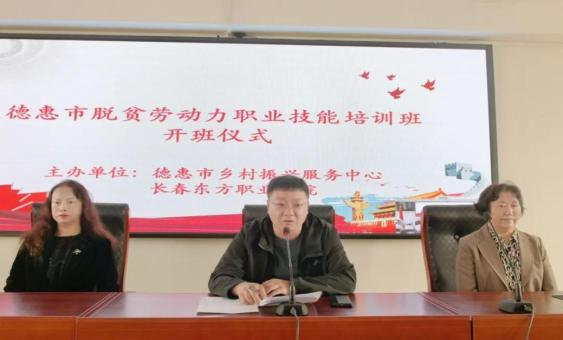 德惠市脱贫劳动力职业技能培训班
开班仪式
主办单位：德惠市乡村振兴服务中心
长春东方职业 院